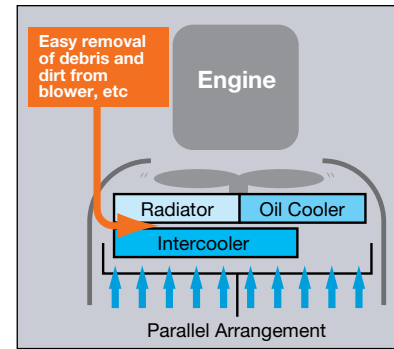 Easy removal
of debris and
dirt from
blower, etc
Engine
Radiator
Oil Cooler
Intercooler
Parallel Arrangement